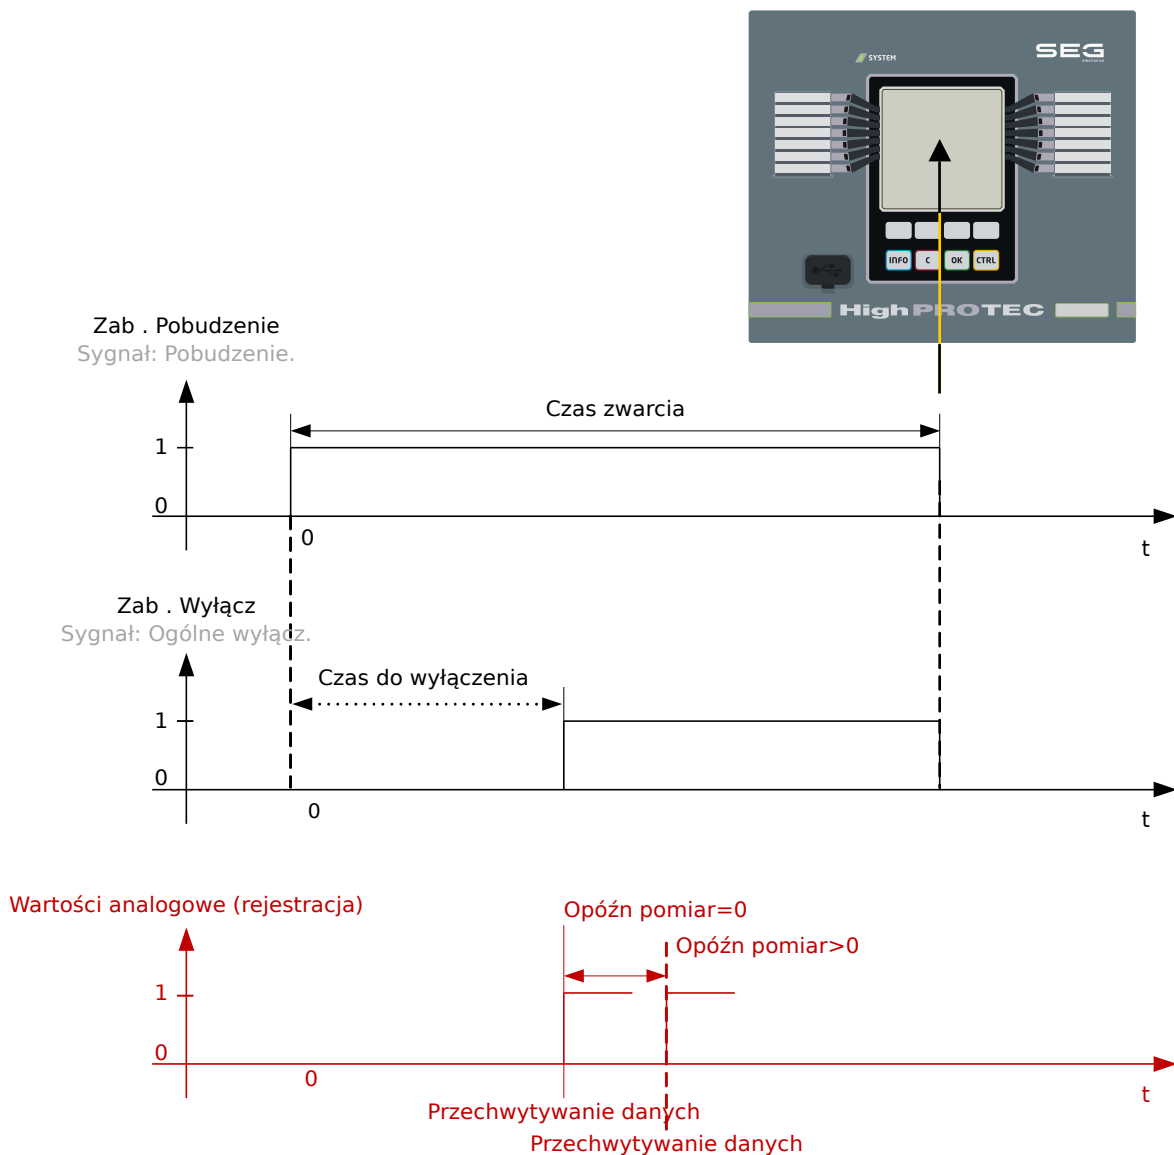 SYSTEM
SEG
INFO
C
OK
CTRL
HighPROTEC
Zab . Pobudzenie
Sygnał: Pobudzenie.
Czas zwarcia
1
0
0
t
Zab . Wyłącz
Sygnał: Ogólne wyłącz.
Czas do wyłączenia
1
0
0
t
Wartości analogowe (rejestracja)
Opóźn pomiar=0
Opóźn pomiar>0
1
0
0
t
Przechwytywanie danych
Przechwytywanie danych